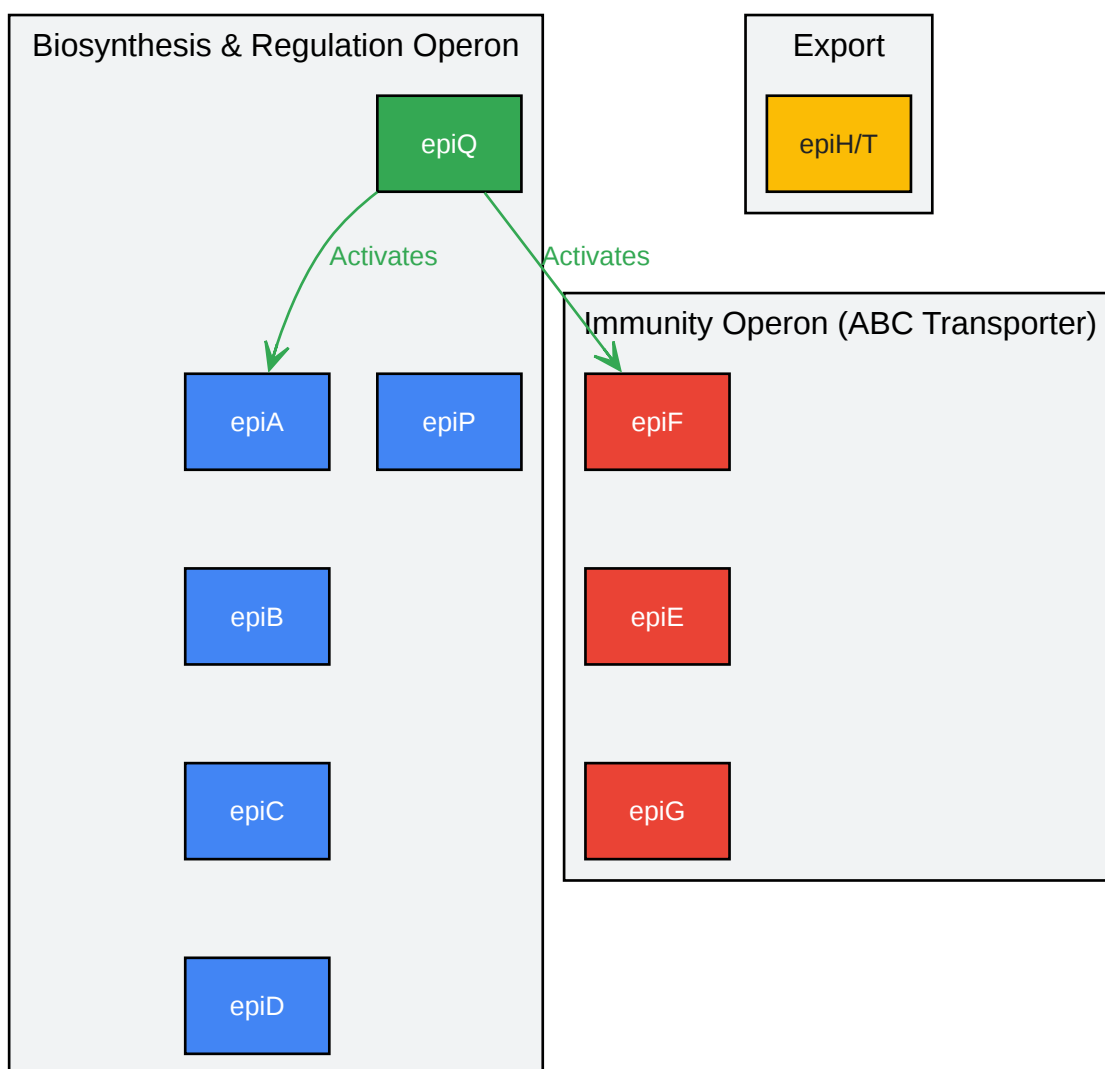 Biosynthesis & Regulation Operon
epiQ
Export
epiH/T
Activates
Activates
Immunity Operon (ABC Transporter)
epiA
epiP
epiF
epiB
epiE
epiC
epiG
epiD